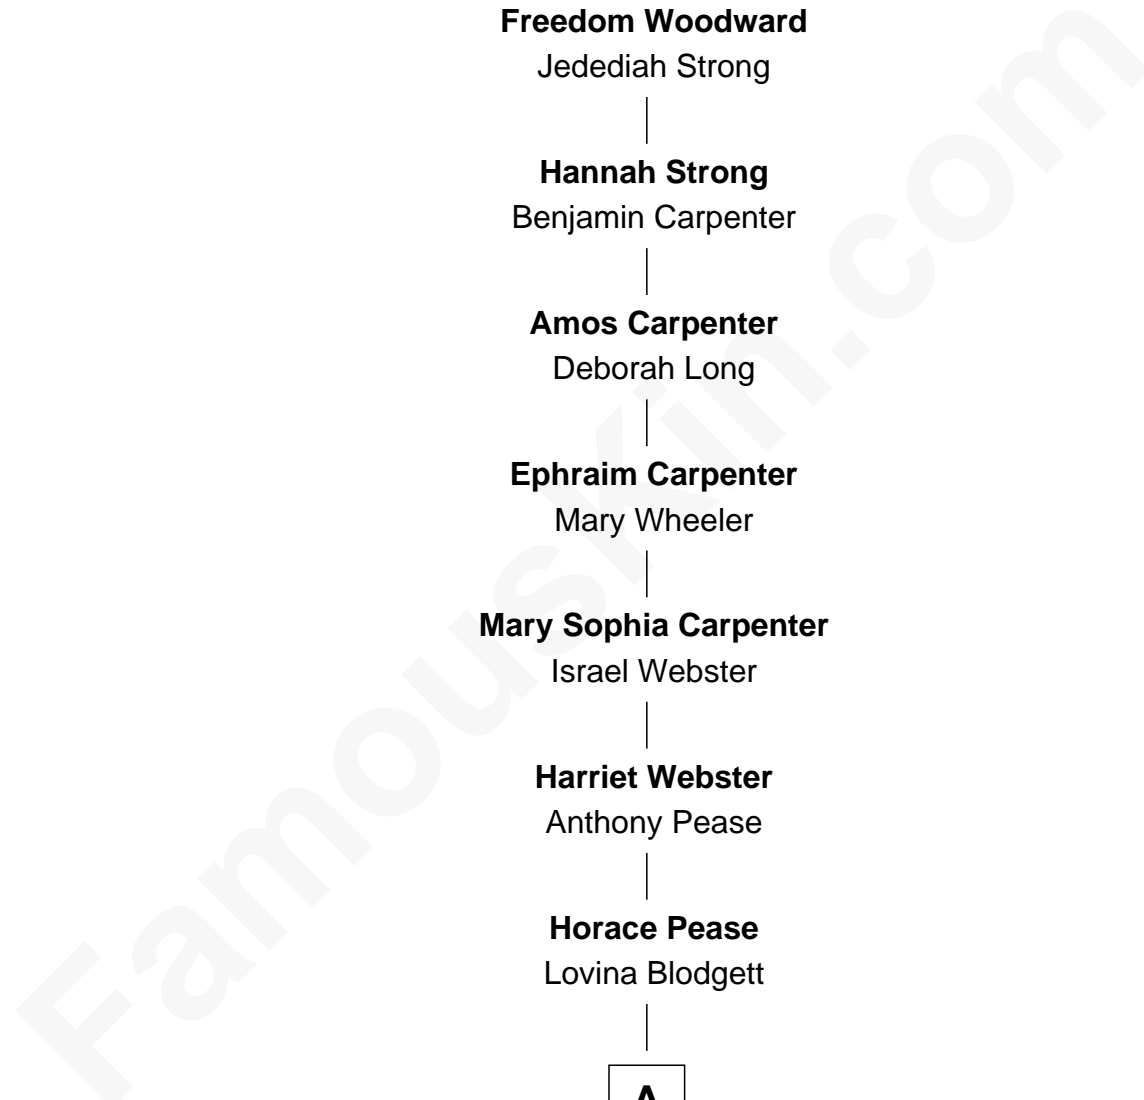 Freedom Woodward
Jedediah Strong
Hannah Strong
Benjamin Carpenter
Amos Carpenter
Deborah Long
Ephraim Carpenter
Mary Wheeler
Mary Sophia Carpenter
Israel Webster
Harriet Webster
Anthony Pease
Horace Pease
Lovina Blodgett
A
FamousKin.com